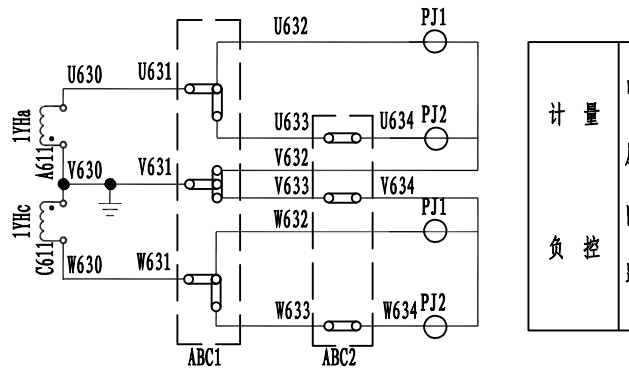 U632
PJ1
U630
U631
1YHa
A611
U633
U634
PJ2
V630
V631
V632
V633
V634
1YHc
C611
W632
PJ1
W630
W631
W633
W634
PJ2
ABC1
ABC2
计量
负控